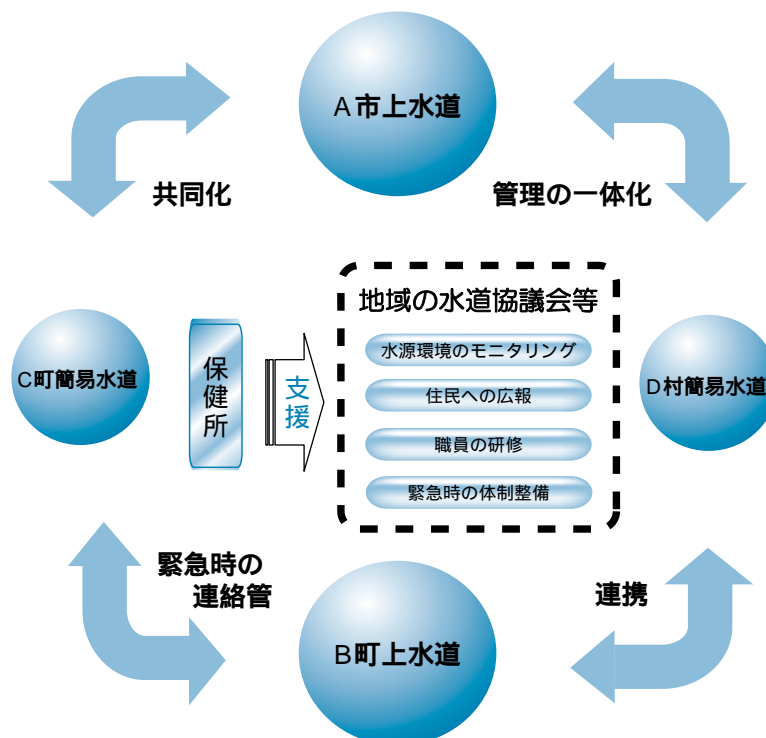 A市上水道
共同化
管理の一体化
地域の水道協議会等
水源環境のモニタリング
住民への広報
職員の研修
緊急時の体制整備
C町簡易水道
保健所
支援
D村簡易水道
緊急時の
連絡管
連携
B町上水道